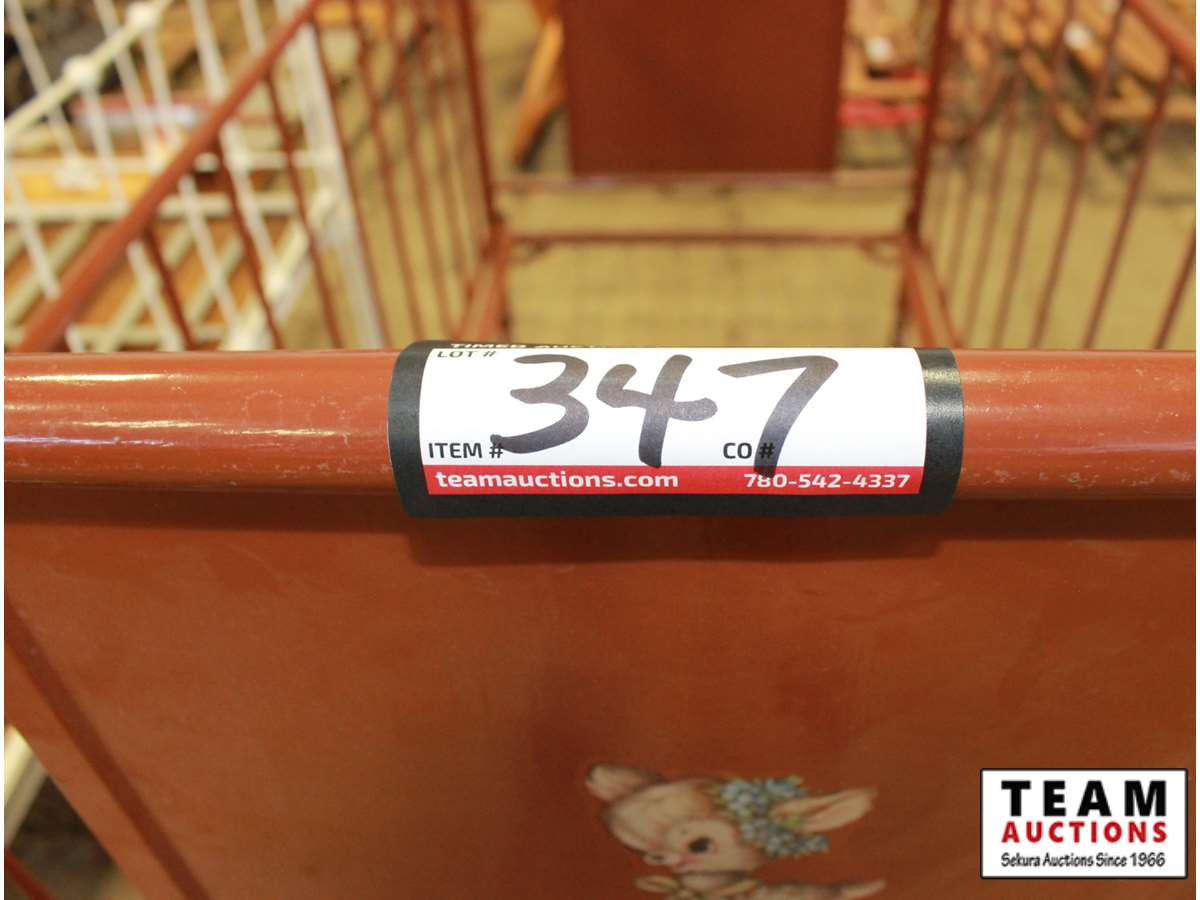 LOT # 347
ITEM # CO #
teamauctions.com 780-542-4337
TEAM
AUCTIONS
Sekura Auctions Since 1966